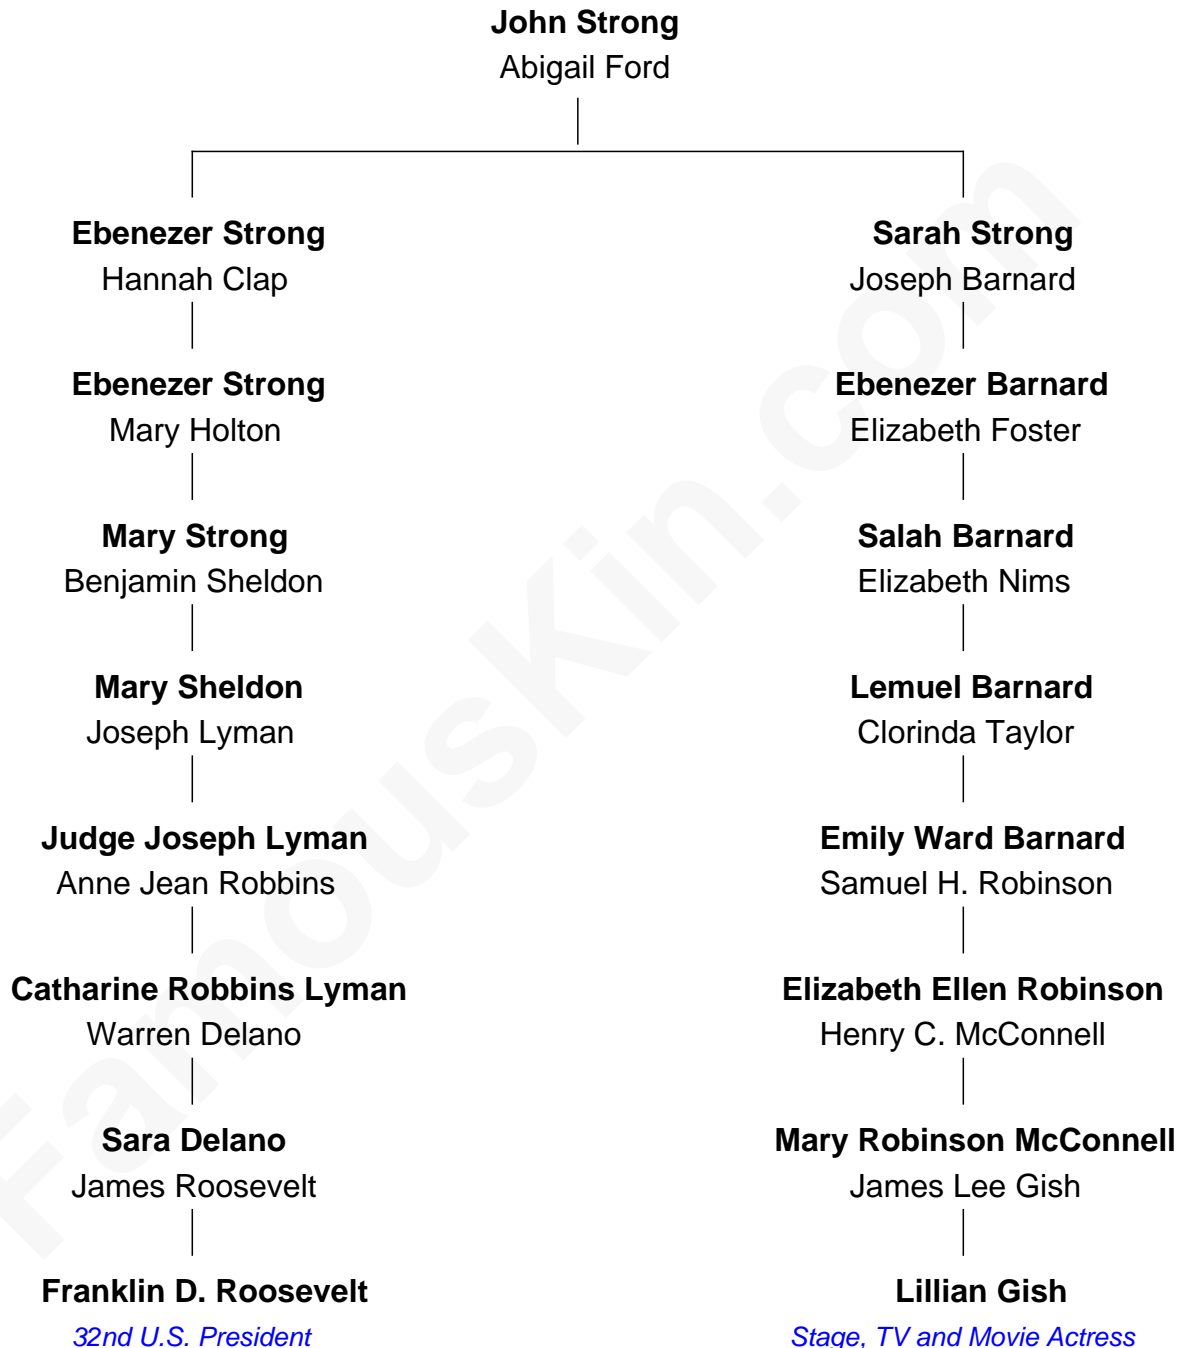 John Strong
Abigail Ford
Ebenezer Strong
Hannah Clap
Sarah Strong
Joseph Barnard
Ebenezer Strong
Mary Holton
Ebenezer Barnard
Elizabeth Foster
Mary Strong
Benjamin Sheldon
Salah Barnard
Elizabeth Nims
Mary Sheldon
Joseph Lyman
Lemuel Barnard
Clorinda Taylor
Judge Joseph Lyman
Anne Jean Robbins
Emily Ward Barnard
Samuel H. Robinson
Catharine Robbins Lyman
Warren Delano
Elizabeth Ellen Robinson
Henry C. McConnell
Sara Delano
James Roosevelt
Mary Robinson McConnell
James Lee Gish
Franklin D. Roosevelt
32nd U.S. President
Lillian Gish
Stage, TV and Movie Actress
FamousKin.com